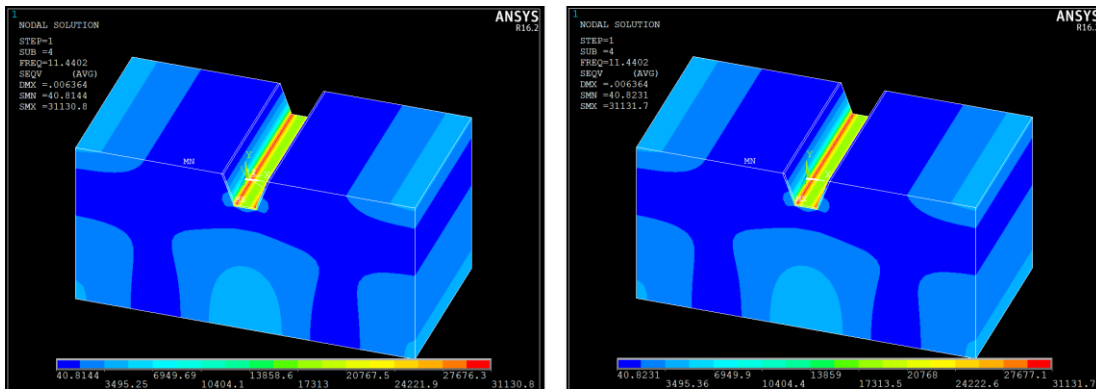 1
NODAL SOLUTION
STEP=1
SUB =4
FREQ=11.4402
SEQV (AVG)
DMX =.006364
SMN =40.8144
SMX =31130.8
ANSYS
R16.2
MN
Y
40.8144 6949.69 13858.6 20767.5 27676.3
3495.25 10404.1 17313 24221.9 31130.8
1
NODAL SOLUTION
STEP=1
SUB =4
FREQ=11.4402
SEQV (AVG)
DMX =.006364
SMN =40.8231
SMX =31131.7
ANSYS
MN
Y
40.8231 6949.9 13859 20768 27677.1
3495.36 10404.4 17313.5 24222.6 31131.7